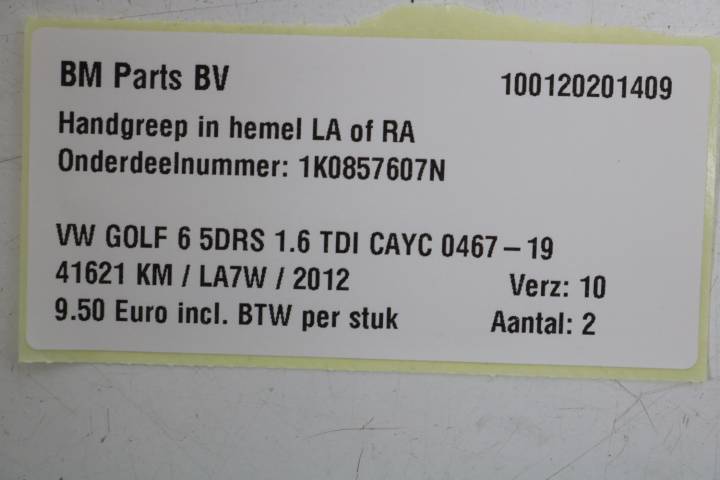 BM Parts BV 100120201409
Handgreep in hemel LA of RA
Onderdeelnummer: 1K0857607N
VW GOLF 6 5DRS 1.6 TDI CAYC 0467 – 19
41621 KM / LA7W / 2012 Verz: 10
9.50 Euro incl. BTW per stuk Aantal: 2